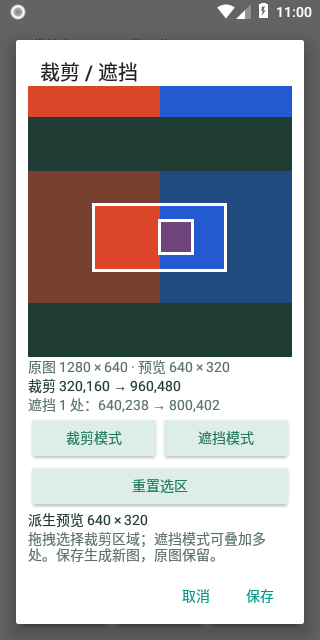 11:00
裁剪 / 遮挡
原图 1280 × 640 · 预览 640 × 320
裁剪 320,160 → 960,480
遮挡 1 处：640,238 → 800,402
裁剪模式
遮挡模式
重置选区
派生预览 640 × 320
拖拽选择裁剪区域；遮挡模式可叠加多
处。保存生成新图，原图保留。
取消
保存